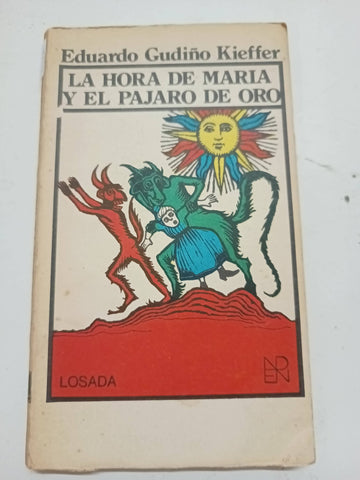 Eduardo Gudiño Kieffer
LA HORA DE MARIA
Y EL PAJARO DE ORO
LOSADA